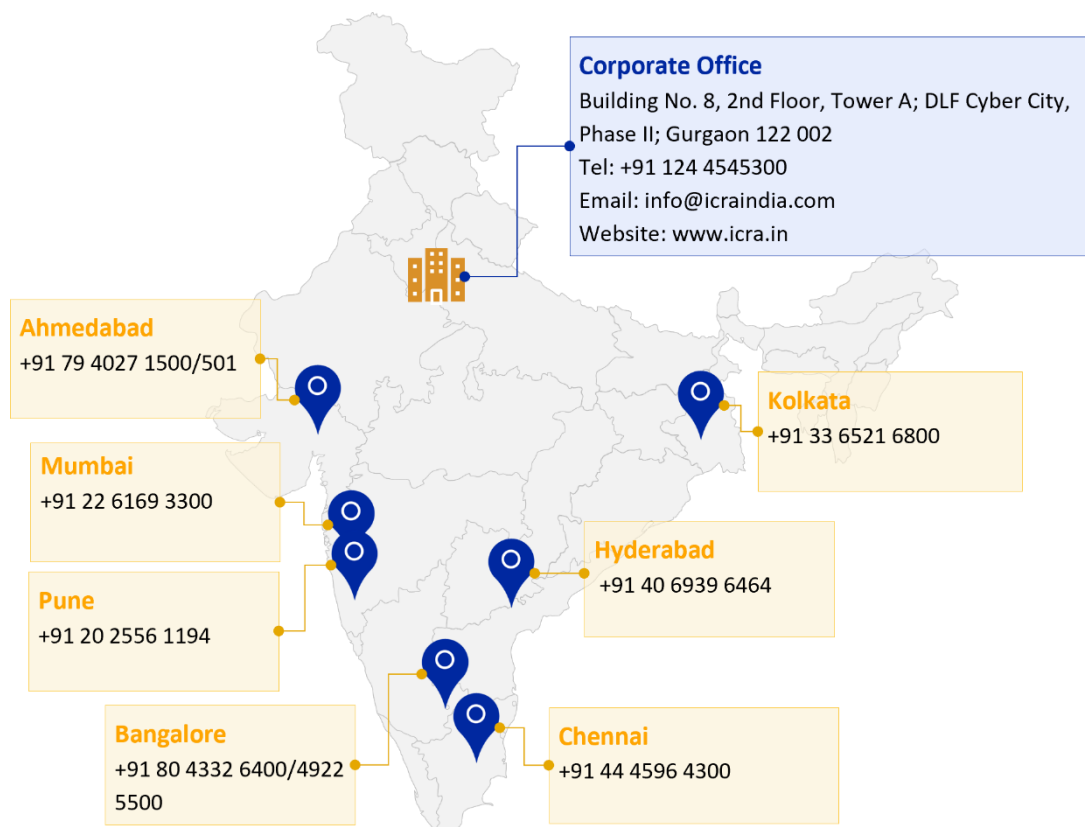 Corporate Office
Building No. 8, 2nd Floor, Tower A; DLF Cyber City,
Phase II; Gurgaon 122 002
Tel: +91 124 4545300
Email: info@icraindia.com
Website: www.icra.in
Ahmedabad
+91 79 4027 1500/501
Kolkata
+91 33 6521 6800
Mumbai
+91 22 6169 3300
Hyderabad
+91 40 6939 6464
Pune
+91 20 2556 1194
Bangalore
+91 80 4332 6400/4922
5500
Chennai
+91 44 4596 4300